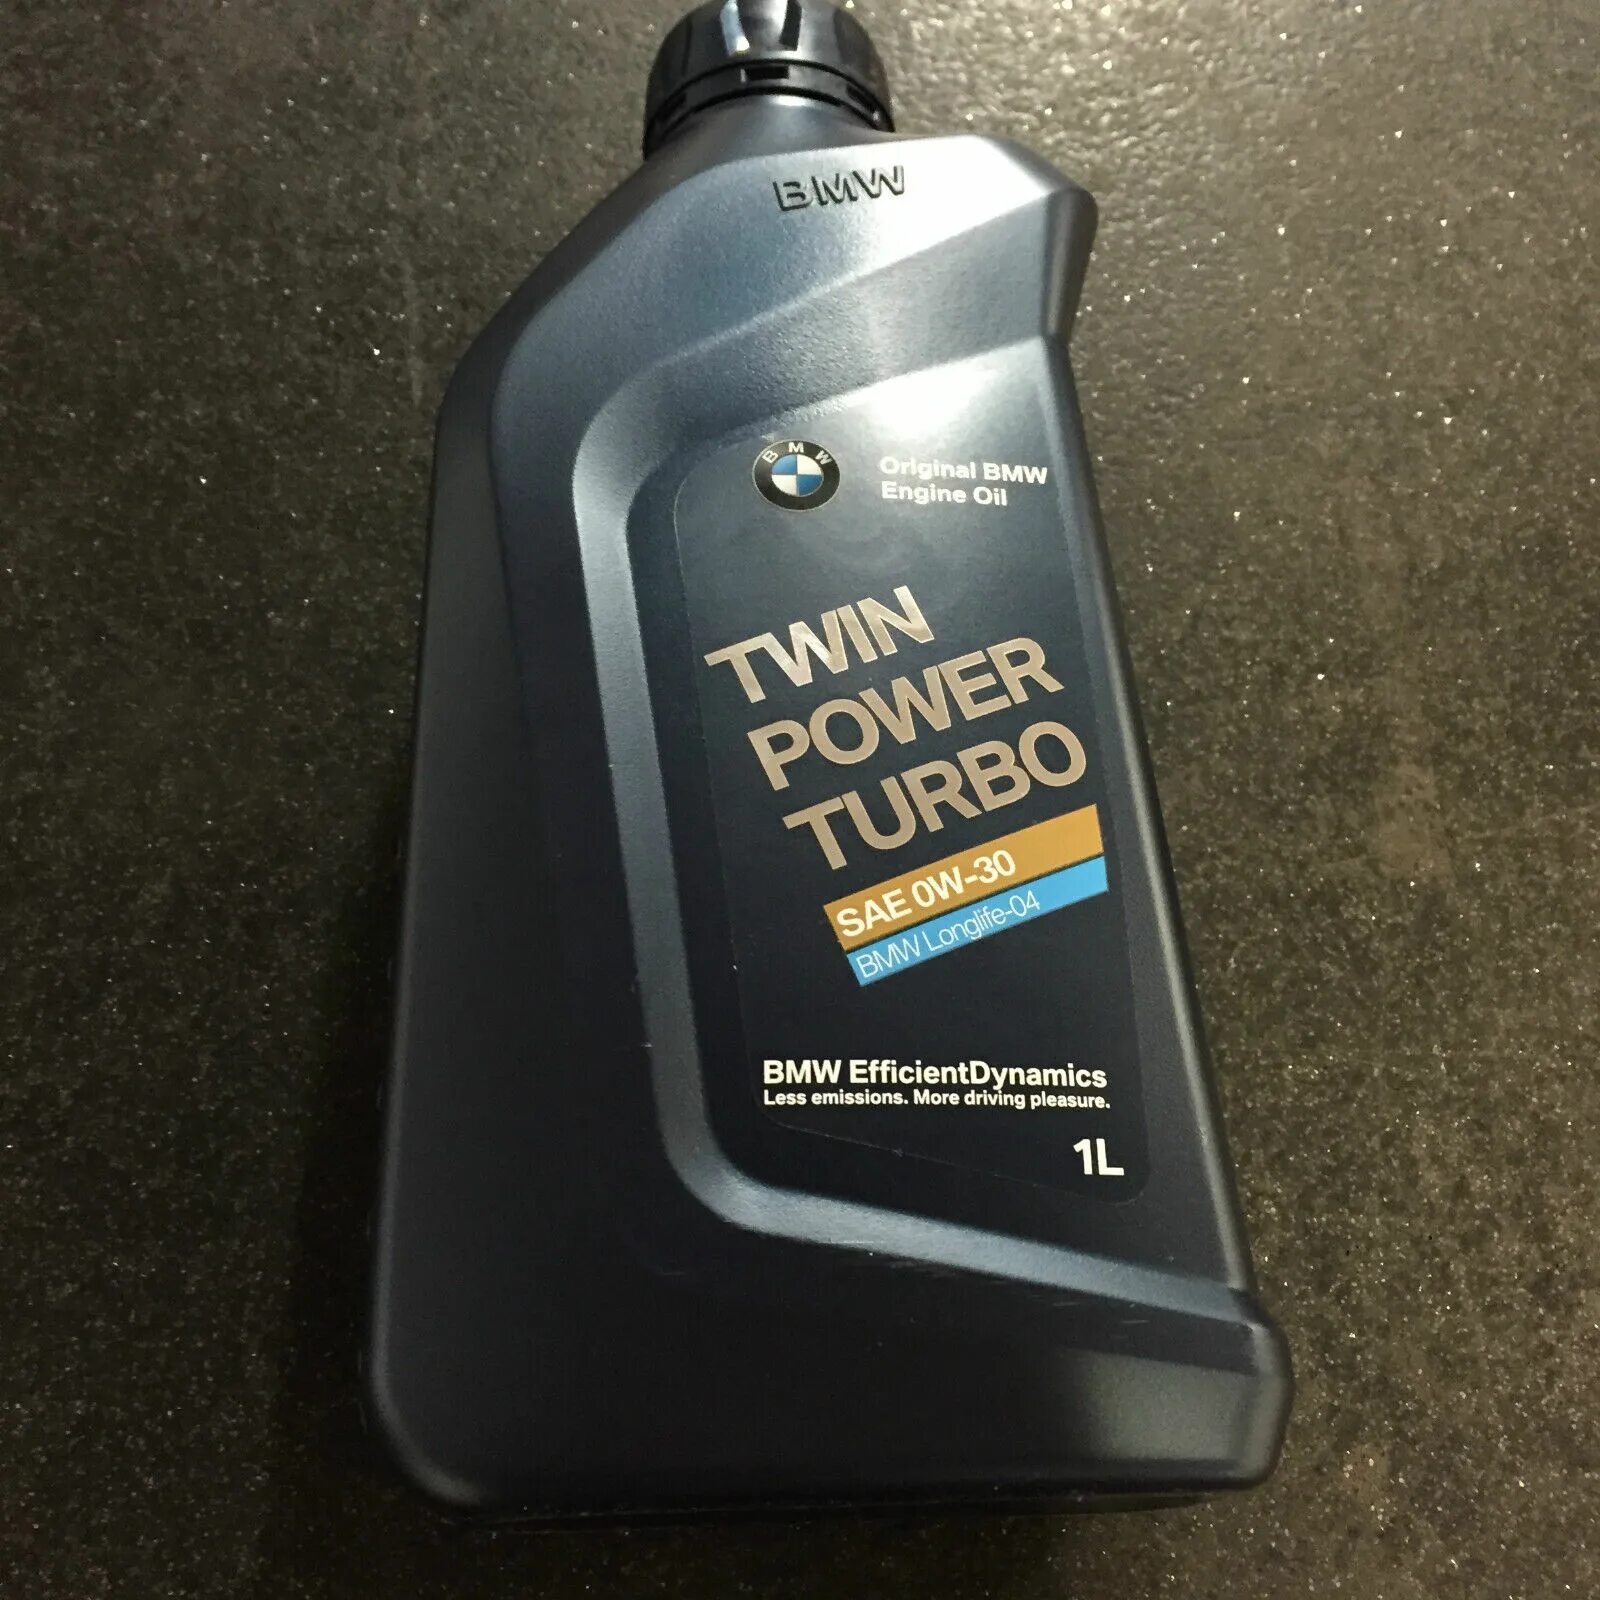 BMW
BMW
Original BMW
Engine Oil
TWIN
POWER
TURBO
SAE 0W-30
BMW Longlife-04
BMW EfficientDynamics
Less emissions. More driving pleasure.
1L